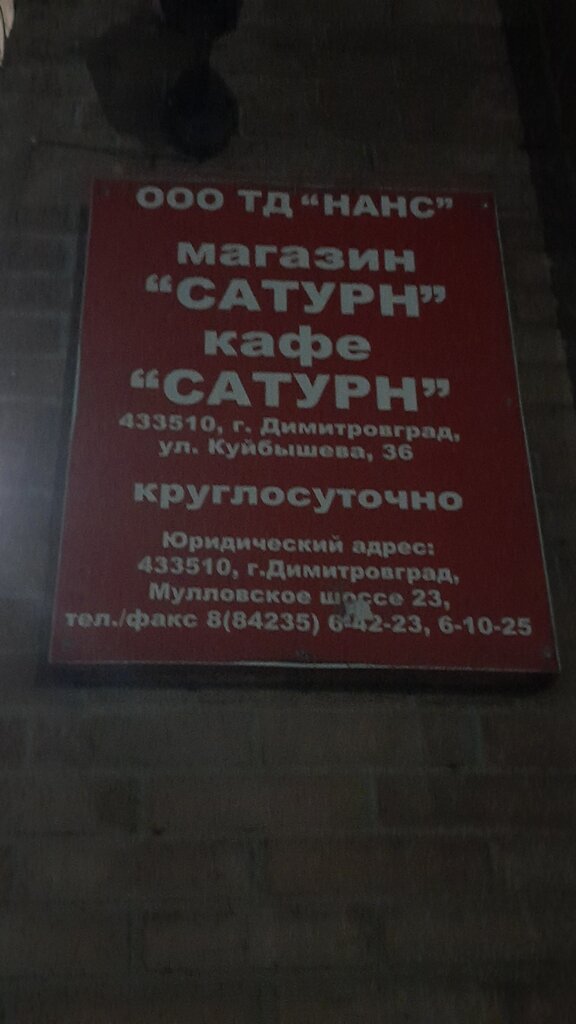 ООО ТД “НАНС”
магазин
“САТУРН”
кафе
“САТУРН”
433510, г. Димитровград,
ул. Куйбышева, 36
круглосуточно
Юридический адрес:
433510, г.Димитровград,
Мулловское шоссе 23,
тел./факс 8(84235) 6-42-23, 6-10-25